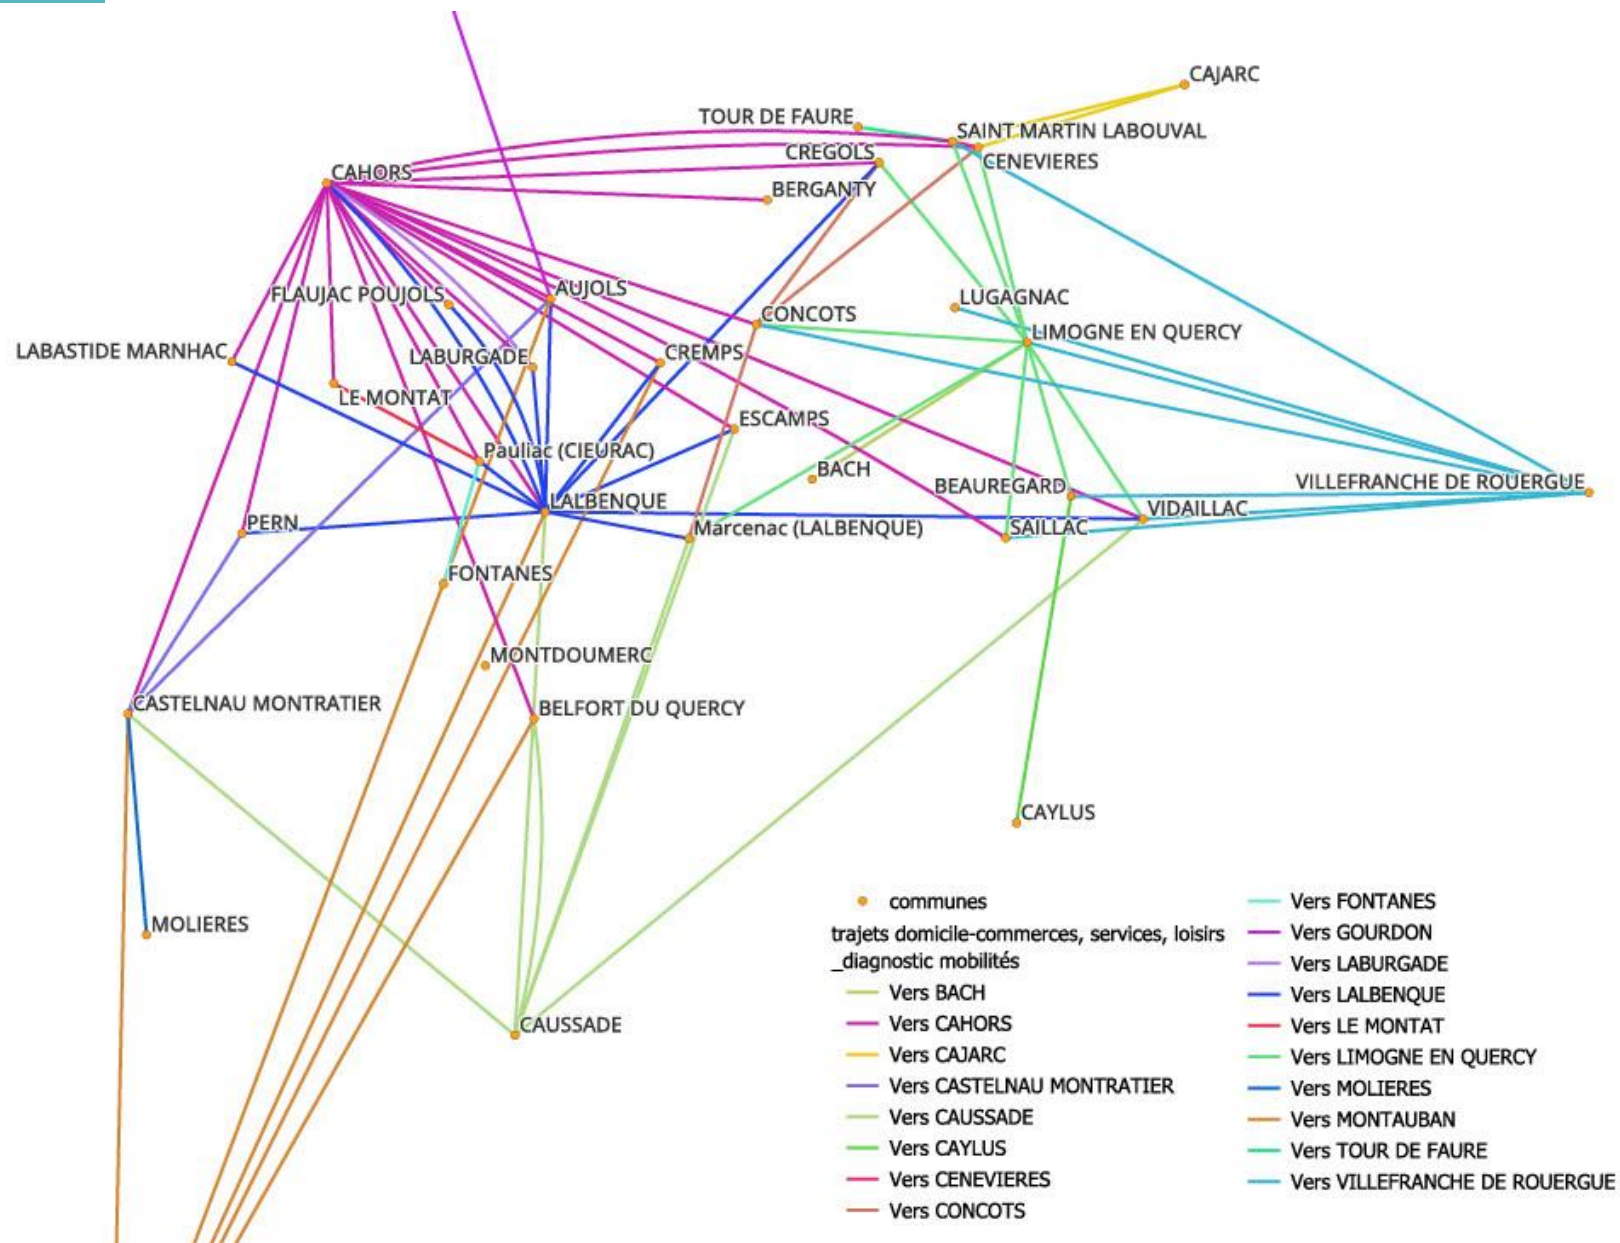 CAJARC
TOUR DE FAURE
SAINT MARTIN LABOUVAL
CREGOLS
CENEVIERES
CAHORS
BERGANTY
AUJOLS
FLAUJAC POUJOLS
LUGAGNAC
CONCOTS
LIMOGNE EN QUERCY
LABASTIDE MARNHAC
LABURGADE
CREMPS
LE MONTAT
ESCAMPS
Pauliac (CIEURAC)
BACH
BEAUREGARD
VILLEFRANCHE DE ROUERGUE
LALBENQUE
VIDAILLAC
PERN
Marcenac (LALBENQUE)
SAILLAC
FONTANES
MONTDOUMERC
CASTELNAU MONTRATIER
BELFORT DU QUERCY
CAYLUS
MOLIERES
CAUSSADE
communes
trajets domicile-commerces, services, loisirs
_diagnostic mobilités
Vers BACH
Vers CAHORS
Vers CAJARC
Vers CASTELNAU MONTRATIER
Vers CAUSSADE
Vers CAYLUS
Vers CENEVIERES
Vers CONCOTS
Vers FONTANES
Vers GOURDON
Vers LABURGADE
Vers LALBENQUE
Vers LE MONTAT
Vers LIMOGNE EN QUERCY
Vers MOLIERES
Vers MONTAUBAN
Vers TOUR DE FAURE
Vers VILLEFRANCHE DE ROUERGUE